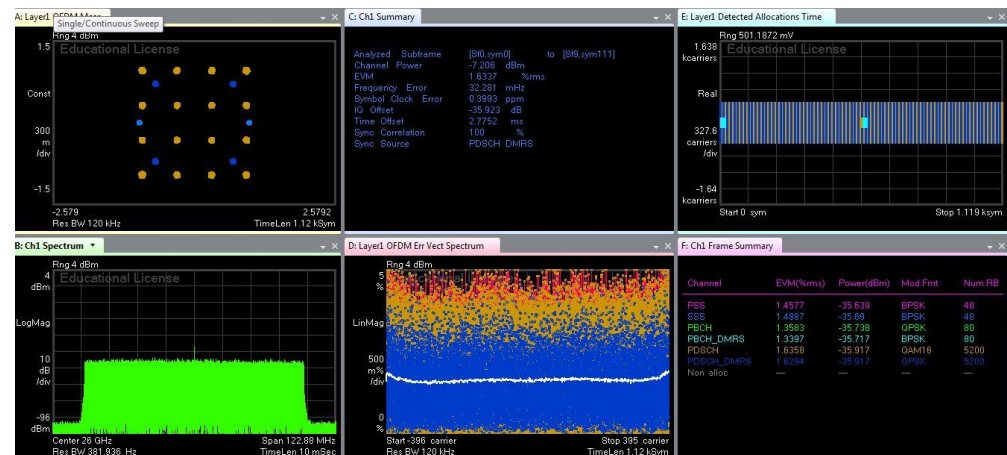 A: Layer1 OFDM Meas
Single/Continuous Sweep
Rng 4 dBm
1.5
Educational License
Const
300
m
/div
-1.5
-2.579
2.5792
Res BW 120 kHz
TimeLen 1.12 kSym
C: Ch1 Summary
Analyzed Subframe [Sf0,sym0] to [Sf9,sym111]
Channel Power -7.206 dBm
EVM 1.6337 %rms
Frequency Error 32.281 mHz
Symbol Clock Error 0.3993 ppm
IQ Offset -35.923 dB
Time Offset 2.7752 ms
Sync Correlation 100 %
Sync Source PDSCH DMRS
E: Layer1 Detected Allocations Time
Rng 501.1872 mV
1.638
kcarriers
Educational License
Real
327.6
carriers
/div
-1.64
kcarriers
Start 0 sym
Stop 1.119 ksym
B: Ch1 Spectrum
Rng 4 dBm
4
dBm
Educational License
LogMag
10
dB
/div
-96
dBm
Center 26 GHz
Span 122.88 MHz
Res BW 381.936 Hz
TimeLen 10 mSec
D: Layer1 OFDM Err Vect Spectrum
Rng 4 dBm
5
%
LinMag
500
m%
/div
0
%
Start -396 carrier
Stop 395 carrier
Res BW 120 kHz
TimeLen 1.12 kSym
F: Ch1 Frame Summary
Channel EVM(%rms) Power(dBm) Mod.Fmt. Num.RB
PSS 1.4577 -35.639 BPSK 48
SSS 1.4887 -35.69 BPSK 48
PBCH 1.3583 -35.738 QPSK 80
PBCH_DMRS 1.3397 -35.717 BPSK 80
PDSCH 1.6358 -35.917 QAM16 5200
PDSCH_DMRS 1.6294 -35.917 QPSK 5200
Non alloc — — — —